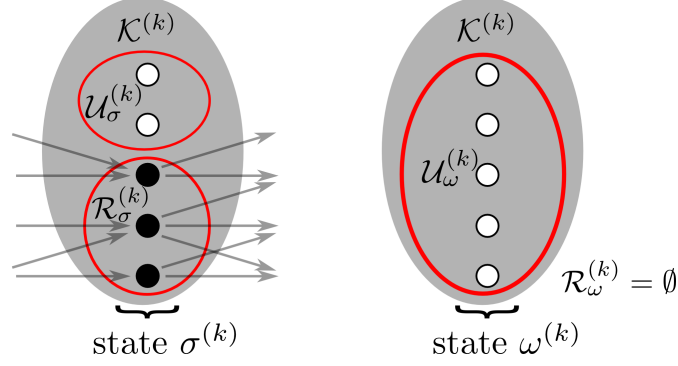 𝒦^{(k)}
𝒰_σ^{(k)}
ℛ_σ^{(k)}
state σ^{(k)}
𝒦^{(k)}
𝒰_ω^{(k)}
ℛ_ω^{(k)} = ∅
state ω^{(k)}